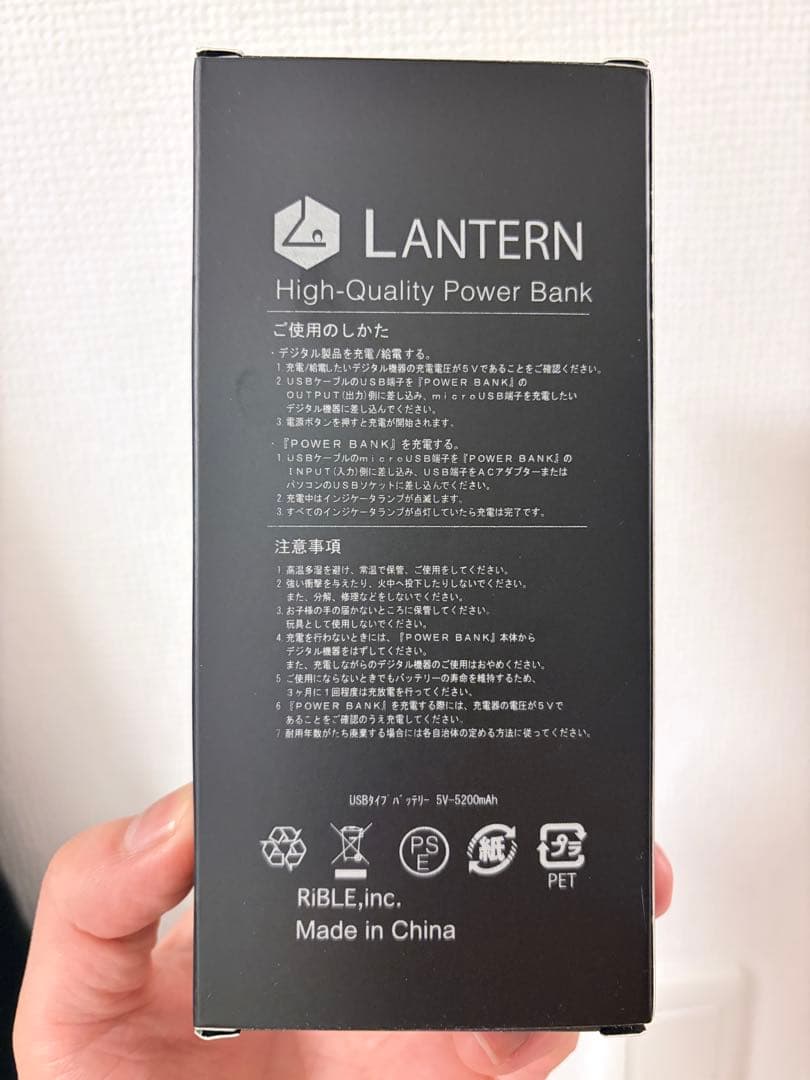 LANTERN
High-Quality Power Bank
ご使用のしかた
・デジタル製品を充電/給電する。
1.充電/給電したいデジタル機器の充電電圧が5Vであることをご確認ください。
2.USBケーブルのUSB端子を『POWER BANK』の
OUTPUT(出力)側に差し込み、microUSB端子を充電したい
デジタル機器に差し込んでください。
3.電源ボタンを押すと充電が開始されます。
・『POWER BANK』を充電する。
1.USBケーブルのmicroUSB端子を『POWER BANK』の
INPUT(入力)側に差し込み、USB端子をACアダプターまたは
パソコンのUSBソケットに差し込んでください。
2.充電中はインジケータランプが点滅します。
3.すべてのインジケータランプが点灯していたら充電は完了です。
注意事項
1.高温多湿を避け、常温で保管、ご使用をしてください。
2.強い衝撃を与えたり、火中へ投下したりしないでください。
また、分解、修理などをしないでください。
3.お子様の手の届かないところに保管してください。
玩具として使用しないでください。
4.充電を行わないときには、『POWER BANK』本体から
デジタル機器をはずしてください。
また、充電しながらのデジタル機器のご使用はおやめください。
5.ご使用にならないときでもバッテリーの寿命を維持するため、
3ヶ月に1回程度は充放電を行ってください。
6.『POWER BANK』を充電する際には、充電器の電圧が5Vで
あることをご確認のうえ充電してください。
7.耐用年数がたち廃棄する場合には各自治体の定める方法に従ってください。
USBﾀｲﾌﾟﾊﾞｯﾃﾘｰ 5V-5200mAh
PSE 紙 プラ
PET
RiBLE,inc.
Made in China